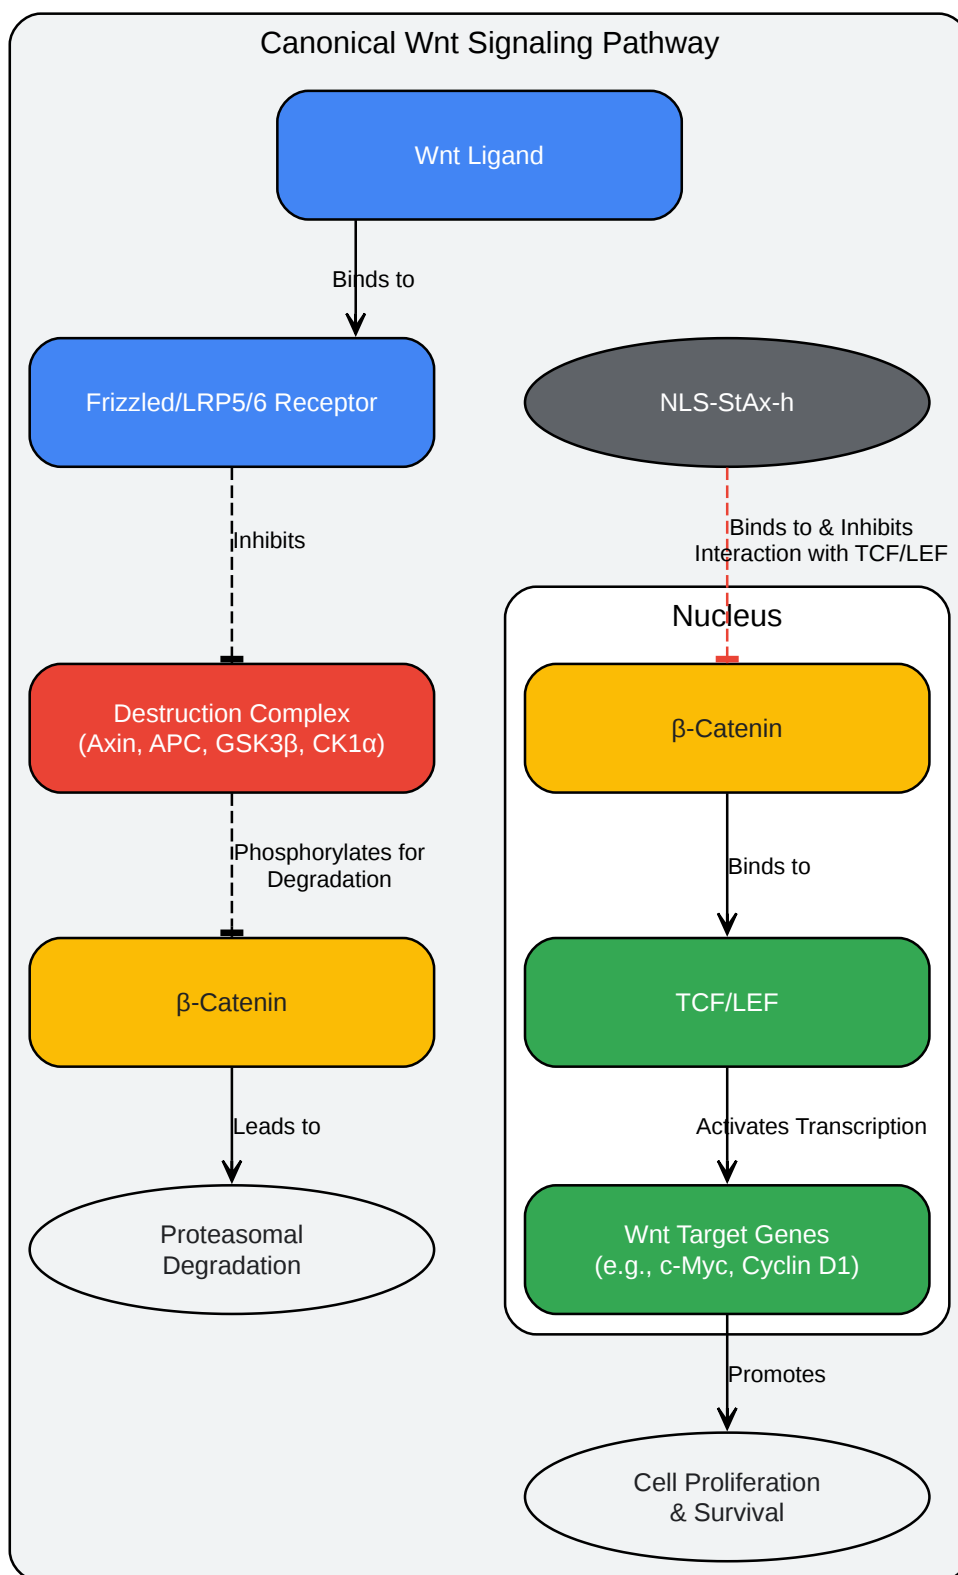 Canonical Wnt Signaling Pathway
Wnt Ligand
Binds to
Frizzled/LRP5/6 Receptor
NLS-StAx-h
Inhibits
Binds to & Inhibits
Interaction with TCF/LEF
Nucleus
Destruction Complex
(Axin, APC, GSK3β, CK1α)
β-Catenin
Phosphorylates for
Degradation
Binds to
β-Catenin
TCF/LEF
Leads to
Activates Transcription
Proteasomal
Degradation
Wnt Target Genes
(e.g., c-Myc, Cyclin D1)
Promotes
Cell Proliferation
& Survival